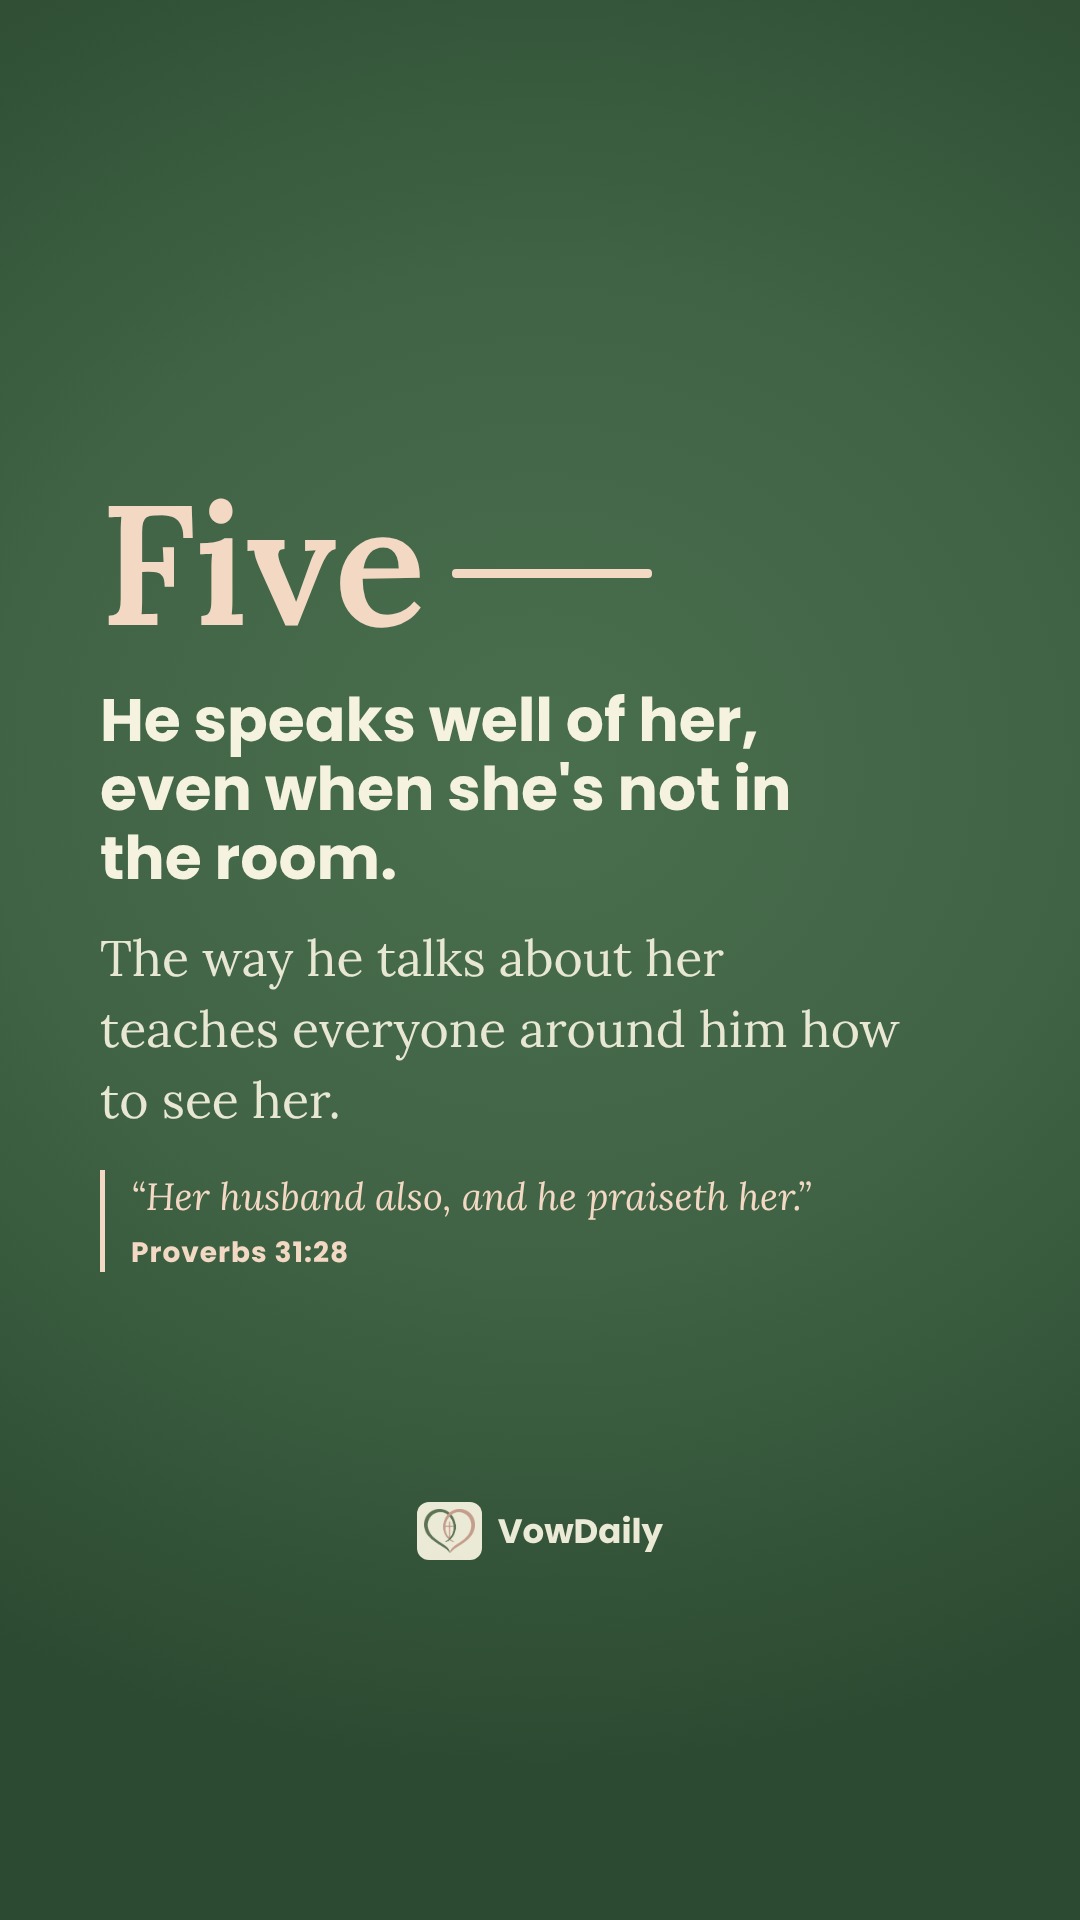 Five
He speaks well of her,
even when she's not in
the room.
The way he talks about her
teaches everyone around him how
to see her.
“Her husband also, and he praiseth her.”
Proverbs 31:28
VowDaily